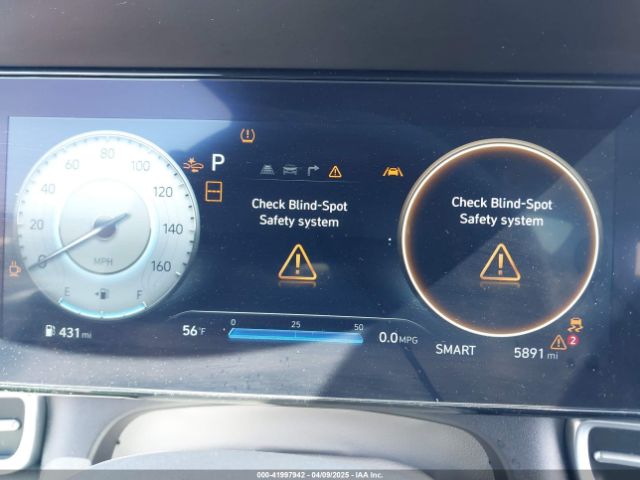 80
60
100
40
120
20
140
0
160
MPH
E
F
P
Check Blind-Spot
Safety system
Check Blind-Spot
Safety system
431 mi
56°F
0
25
50
0.0 MPG
SMART
2
5891 mi
000-41997942 - 04/09/2025 - IAA Inc.